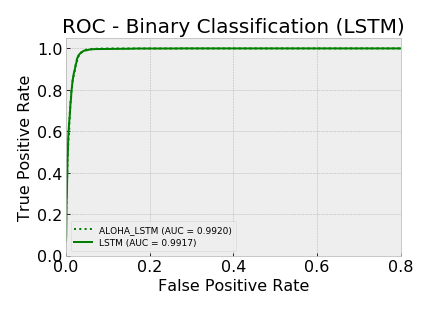 ROC - Binary Classification (LSTM)
True Positive Rate
1.0
0.8
0.6
0.4
0.2
0.0
ALOHA_LSTM (AUC = 0.9920)
LSTM (AUC = 0.9917)
0.0 0.2 0.4 0.6 0.8
False Positive Rate